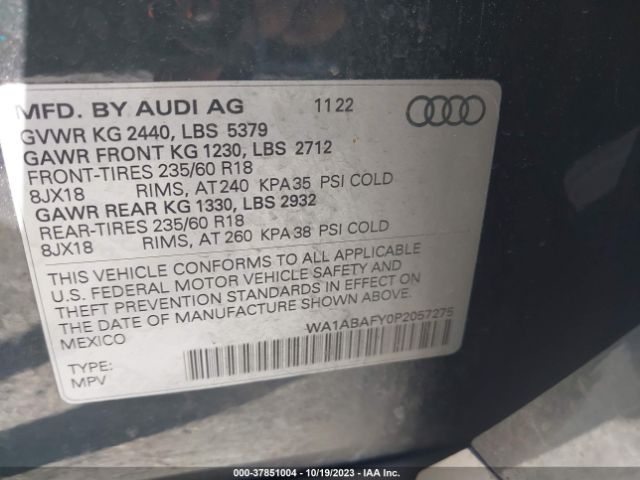 MFD. BY AUDI AG 11 22
GVWR KG 2440, LBS 5379
GAWR FRONT KG 1230, LBS 2712
FRONT-TIRES 235/60 R18
8JX18 RIMS, AT 240 KPA 35 PSI COLD
GAWR REAR KG 1330, LBS 2932
REAR-TIRES 235/60 R18
8JX18 RIMS, AT 260 KPA 38 PSI COLD
THIS VEHICLE CONFORMS TO ALL APPLICABLE
U.S. FEDERAL MOTOR VEHICLE SAFETY AND
THEFT PREVENTION STANDARDS IN EFFECT ON
THE DATE OF MANUFACTURE SHOWN ABOVE.
MEXICO
WA1ABAFY0P2057275
TYPE:
MPV
000-37851004 - 10/19/2023 - IAA Inc.